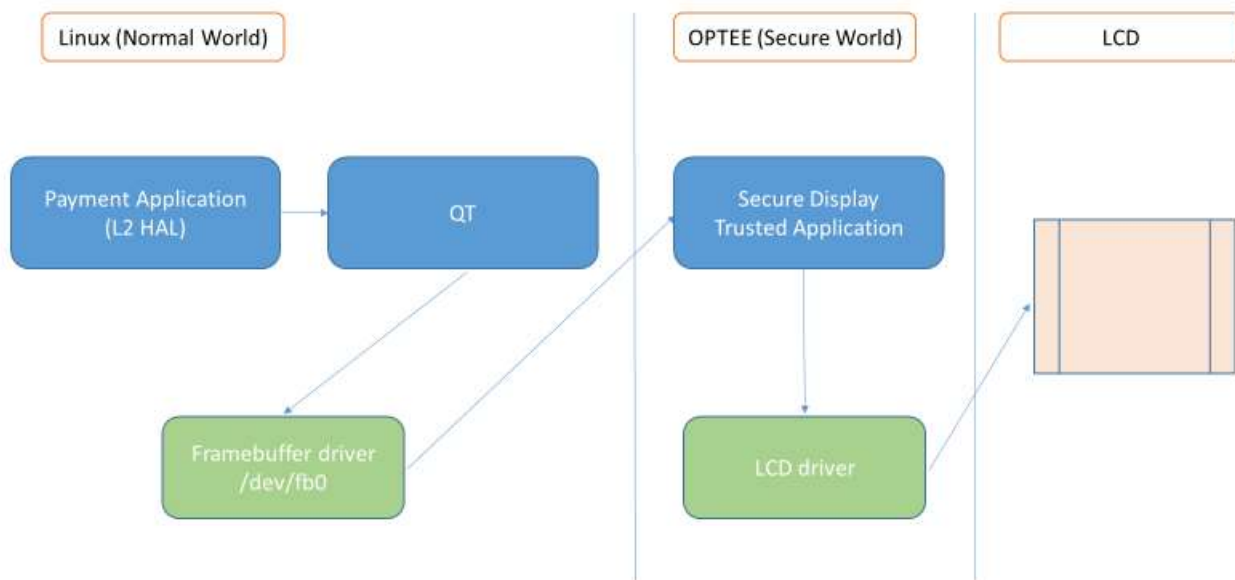 Linux (Normal World)
OPTEE (Secure World)
LCD
Payment Application
(L2 HAL)
QT
Secure Display
Trusted Application
Framebuffer driver
/dev/fb0
LCD driver